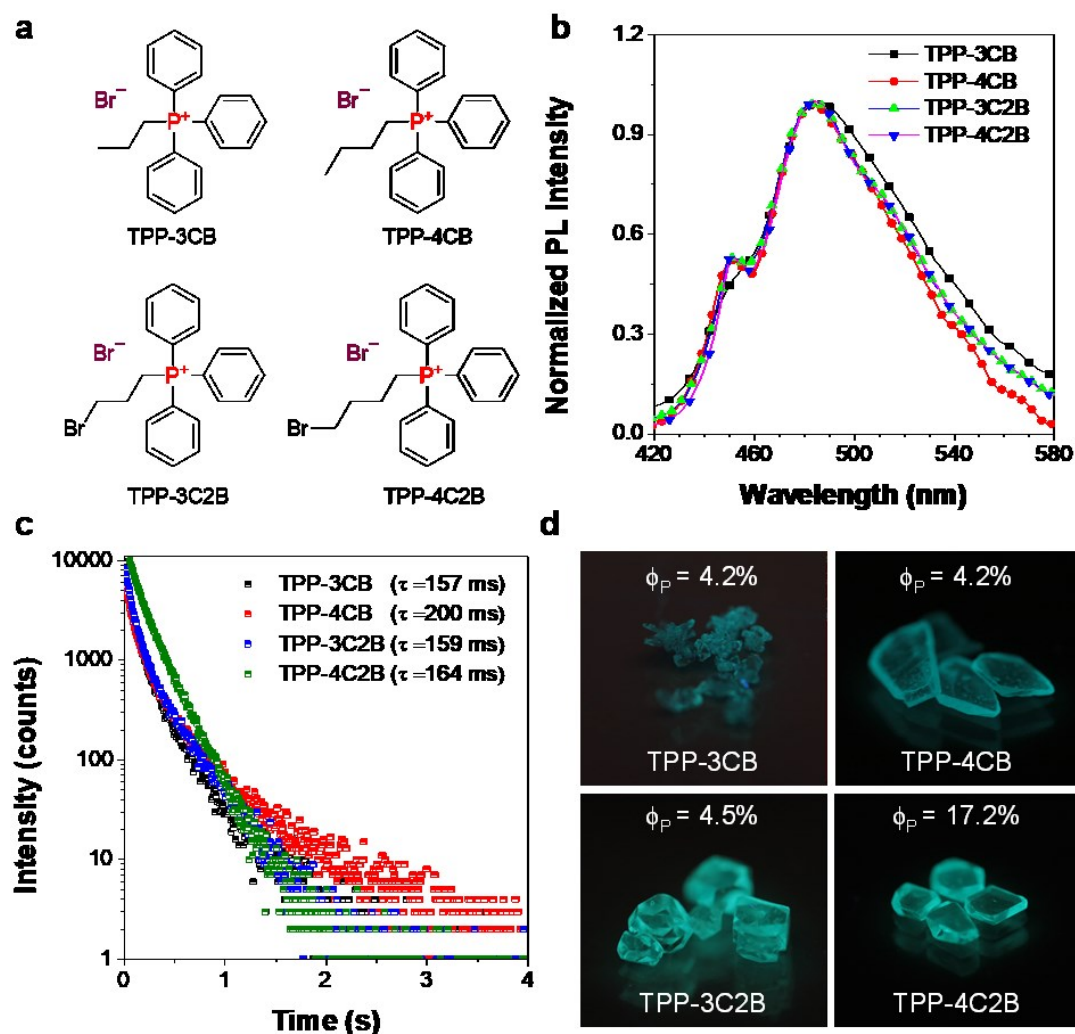 a
Br⁻
P⁺
TPP-3CB
Br⁻
P⁺
TPP-4CB
Br⁻
P⁺
Br
TPP-3C2B
Br⁻
P⁺
Br
TPP-4C2B
b
Normalized PL Intensity
1.2
0.9
0.6
0.3
0.0
TPP-3CB
TPP-4CB
TPP-3C2B
TPP-4C2B
420 460 500 540 580
Wavelength (nm)
c
Intensity (counts)
10000
1000
100
10
1
TPP-3CB (τ =157 ms)
TPP-4CB (τ =200 ms)
TPP-3C2B (τ =159 ms)
TPP-4C2B (τ =164 ms)
0 1 2 3 4
Time (s)
d
ϕP = 4.2%
TPP-3CB
ϕP = 4.2%
TPP-4CB
ϕP = 4.5%
TPP-3C2B
ϕP = 17.2%
TPP-4C2B